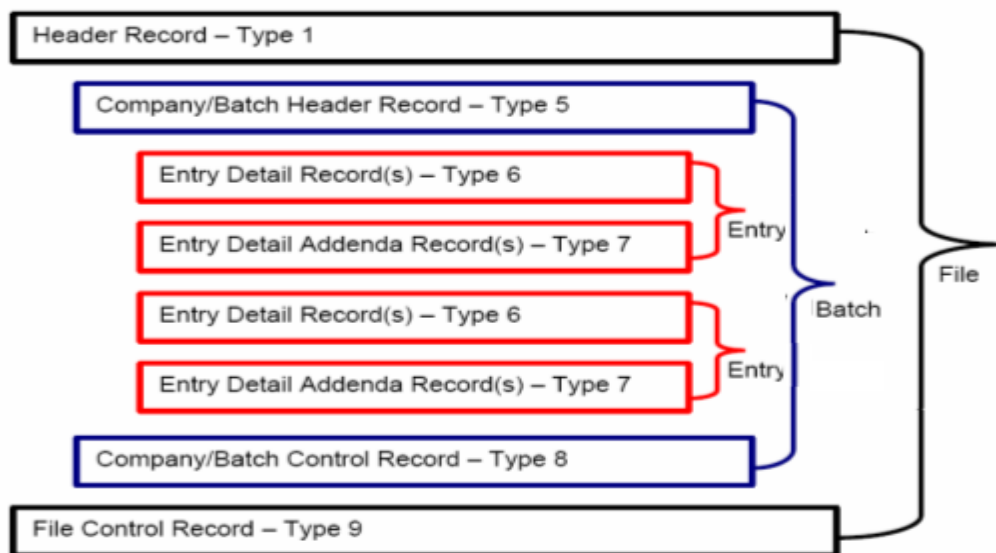 Header Record – Type 1
Company/Batch Header Record – Type 5
Entry Detail Record(s) – Type 6
Entry
Entry Detail Addenda Record(s) – Type 7
File
Entry Detail Record(s) – Type 6
Batch
Entry
Entry Detail Addenda Record(s) – Type 7
Company/Batch Control Record – Type 8
File Control Record – Type 9